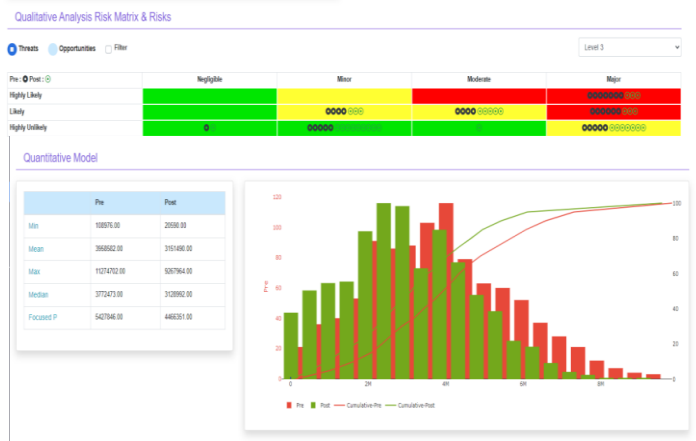 Qualitative Analysis Risk Matrix & Risks
Threats Opportunities Filter Level 3
Pre : Post : Negligible Minor Moderate Major
Highly Likely
Likely
Highly Unlikely
Quantitative Model
Pre Post
Min 108976.00 20590.00
Mean 3968582.00 3151490.00
Max 11274702.00 9267964.00
Median 3772473.00 3128992.00
Focused P 5427846.00 4466351.00
120
100
80
60
40
20
0
Pre
100
80
60
40
20
0
0 2M 4M 6M 8M
Pre Post Cumulative-Pre Cumulative-Post